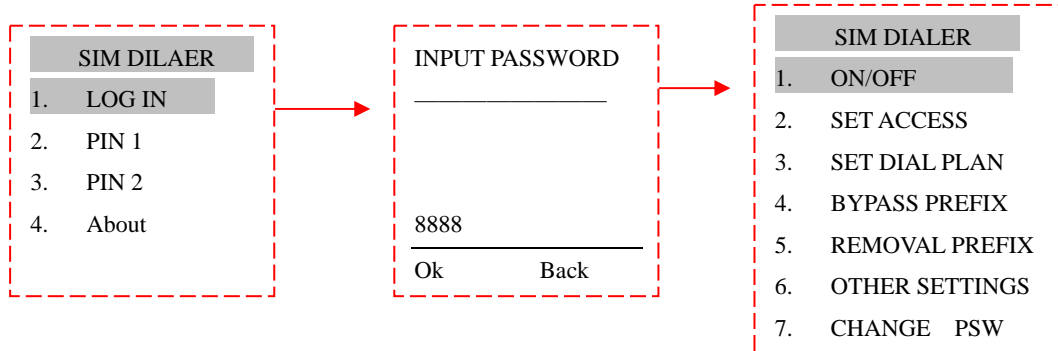 SIM DILAER
1. LOG IN
2. PIN 1
3. PIN 2
4. About
INPUT PASSWORD
________________
8888
Ok Back
SIM DIALER
1. ON/OFF
2. SET ACCESS
3. SET DIAL PLAN
4. BYPASS PREFIX
5. REMOVAL PREFIX
6. OTHER SETTINGS
7. CHANGE PSW